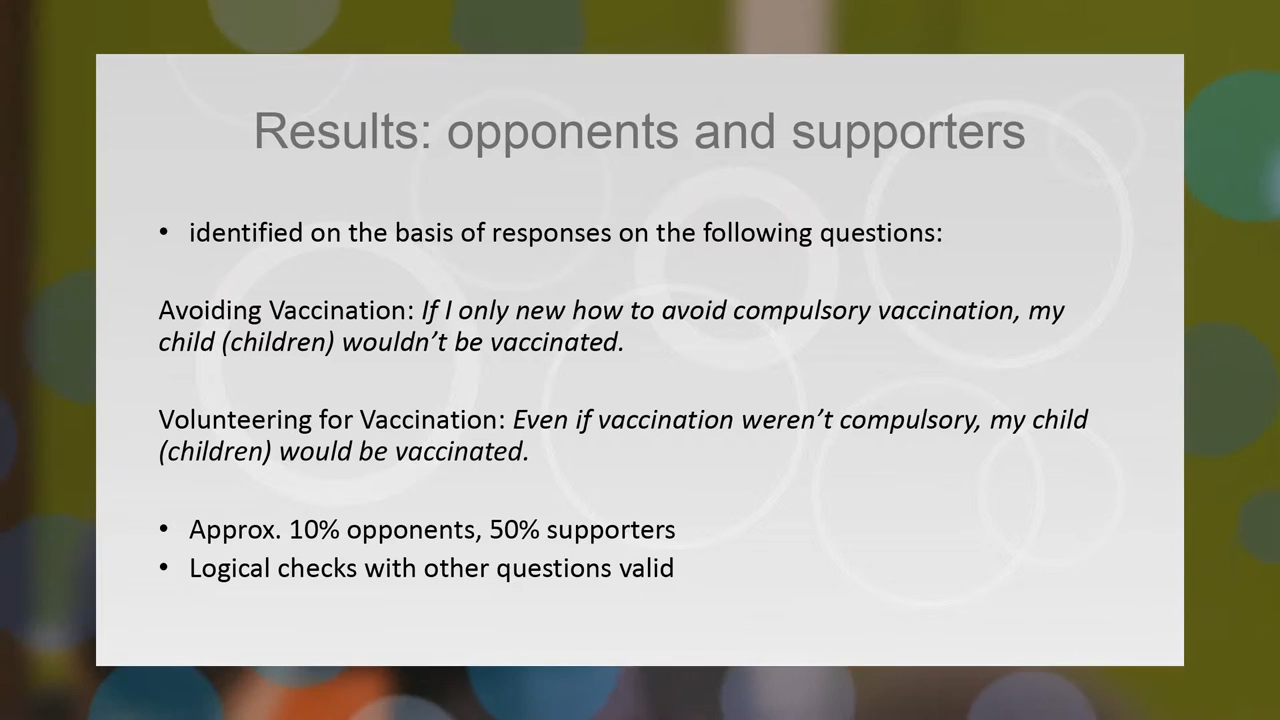 Results: opponents and supporters
• identified on the basis of responses on the following questions:
Avoiding Vaccination: If I only new how to avoid compulsory vaccination, my
child (children) wouldn’t be vaccinated.
Volunteering for Vaccination: Even if vaccination weren’t compulsory, my child
(children) would be vaccinated.
• Approx. 10% opponents, 50% supporters
• Logical checks with other questions valid